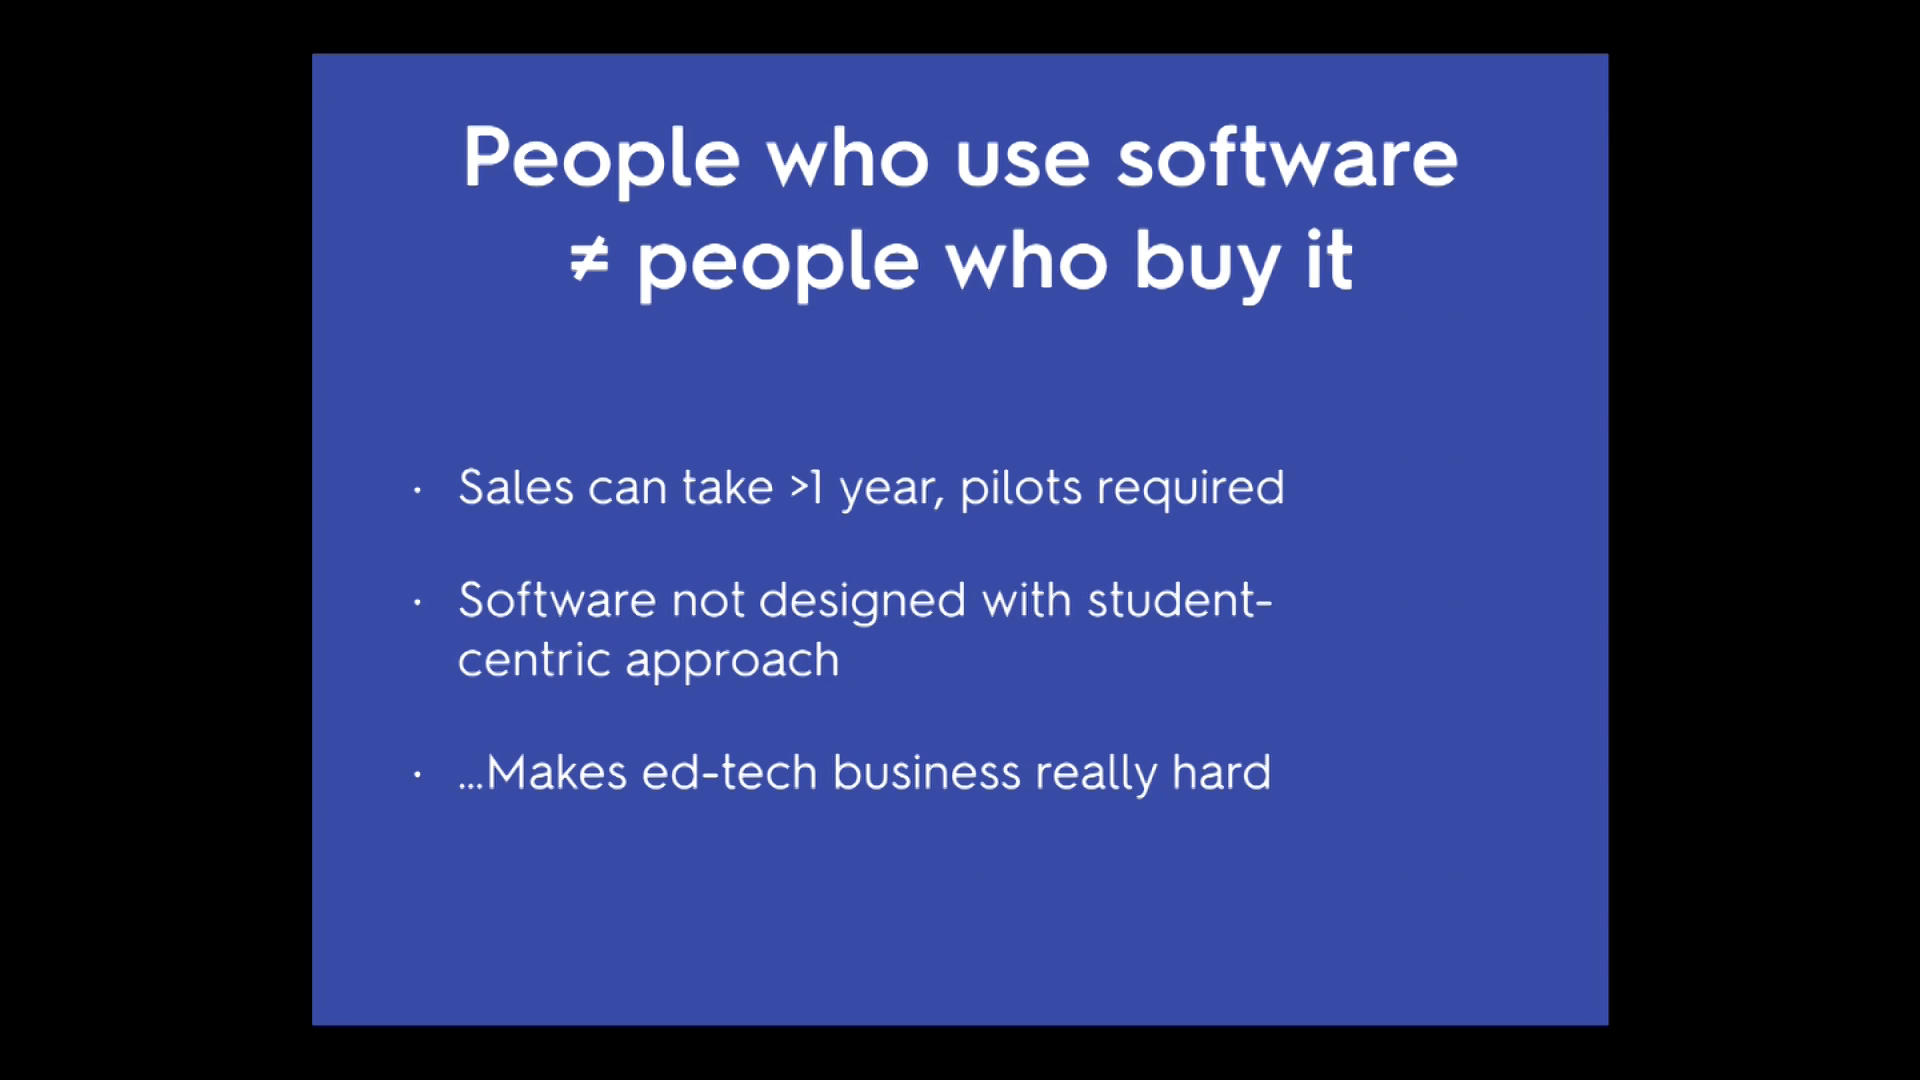 People who use software
≠ people who buy it
· Sales can take >1 year, pilots required
· Software not designed with student-
centric approach
· ...Makes ed-tech business really hard